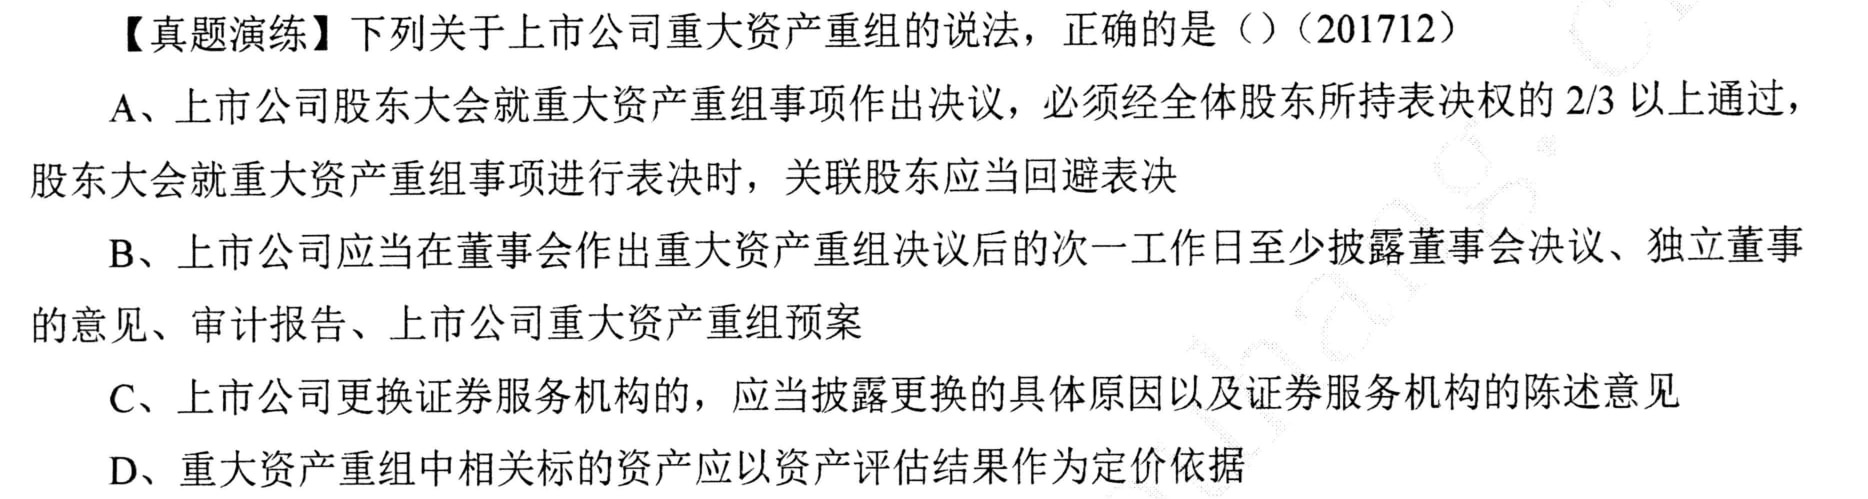 【真题演练】下列关于上市公司重大资产重组的说法，正确的是（）（201712）
A、上市公司股东大会就重大资产重组事项作出决议，必须经全体股东所持表决权的 2/3 以上通过，
股东大会就重大资产重组事项进行表决时，关联股东应当回避表决
B、上市公司应当在董事会作出重大资产重组决议后的次一工作日至少披露董事会决议、独立董事
的意见、审计报告、上市公司重大资产重组预案
C、上市公司更换证券服务机构的，应当披露更换的具体原因以及证券服务机构的陈述意见
D、重大资产重组中相关标的资产应以资产评估结果作为定价依据